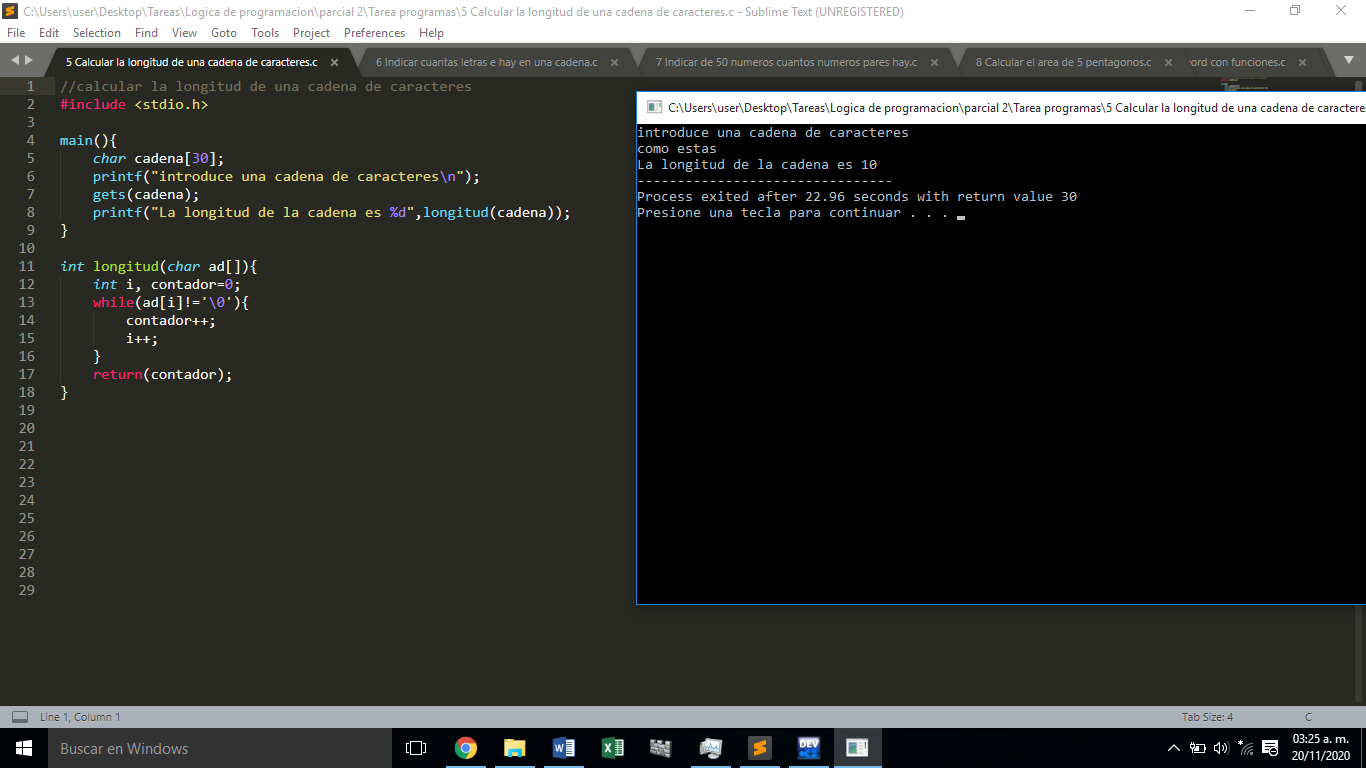 C:\Users\user\Desktop\Tareas\Logica de programacion\parcial 2\Tarea programas\5 Calcular la longitud de una cadena de caracteres.c - Sublime Text (UNREGISTERED)
File Edit Selection Find View Goto Tools Project Preferences Help
5 Calcular la longitud de una cadena de caracteres.c × 6 Indicar cuantas letras e hay en una cadena.c × 7 Indicar de 50 numeros cuantos numeros pares hay.c × 8 Calcular el area de 5 pentagonos.c × ord con funciones.c ×
1 //calcular la longitud de una cadena de caracteres
2 #include <stdio.h>
3
4 main(){
5 char cadena[30];
6 printf("introduce una cadena de caracteres\n");
7 gets(cadena);
8 printf("La longitud de la cadena es %d",longitud(cadena));
9 }
10
11 int longitud(char ad[]){
12 int i, contador=0;
13 while(ad[i]!='\0'){
14 contador++;
15 i++;
16 }
17 return(contador);
18 }
19
20
21
22
23
24
25
26
27
28
29
C:\Users\user\Desktop\Tareas\Logica de programacion\parcial 2\Tarea programas\5 Calcular la longitud de una cadena de caractere
introduce una cadena de caracteres
como estas
La longitud de la cadena es 10
--------------------------------
Process exited after 22.96 seconds with return value 30
Presione una tecla para continuar . . .
Line 1, Column 1 Tab Size: 4 C
Buscar en Windows
DEV C++
03:25 a. m.
20/11/2020